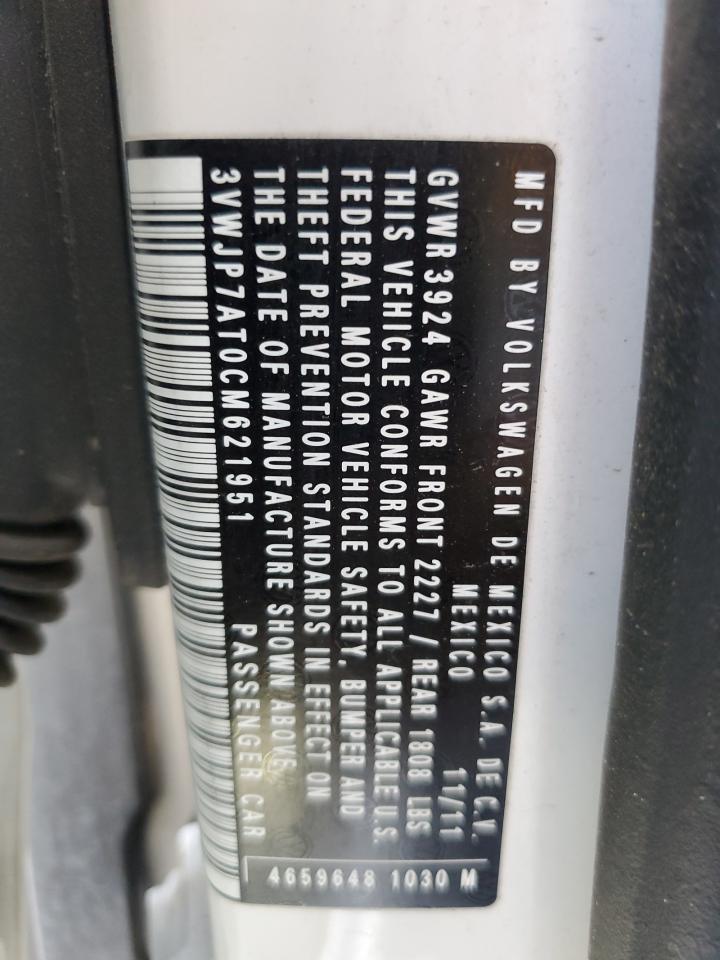 MFD BY VOLKSWAGEN DE MEXICO S.A. DE C.V.
MEXICO 11/11
GVWR 3924 GAWR FRONT 2227 / REAR 1808 LBS
THIS VEHICLE CONFORMS TO ALL APPLICABLE U.S.
FEDERAL MOTOR VEHICLE SAFETY, BUMPER AND
THEFT PREVENTION STANDARDS IN EFFECT ON
THE DATE OF MANUFACTURE SHOWN ABOVE.
3VWJP7AT0CM621951 PASSENGER CAR
4659648 1030 M